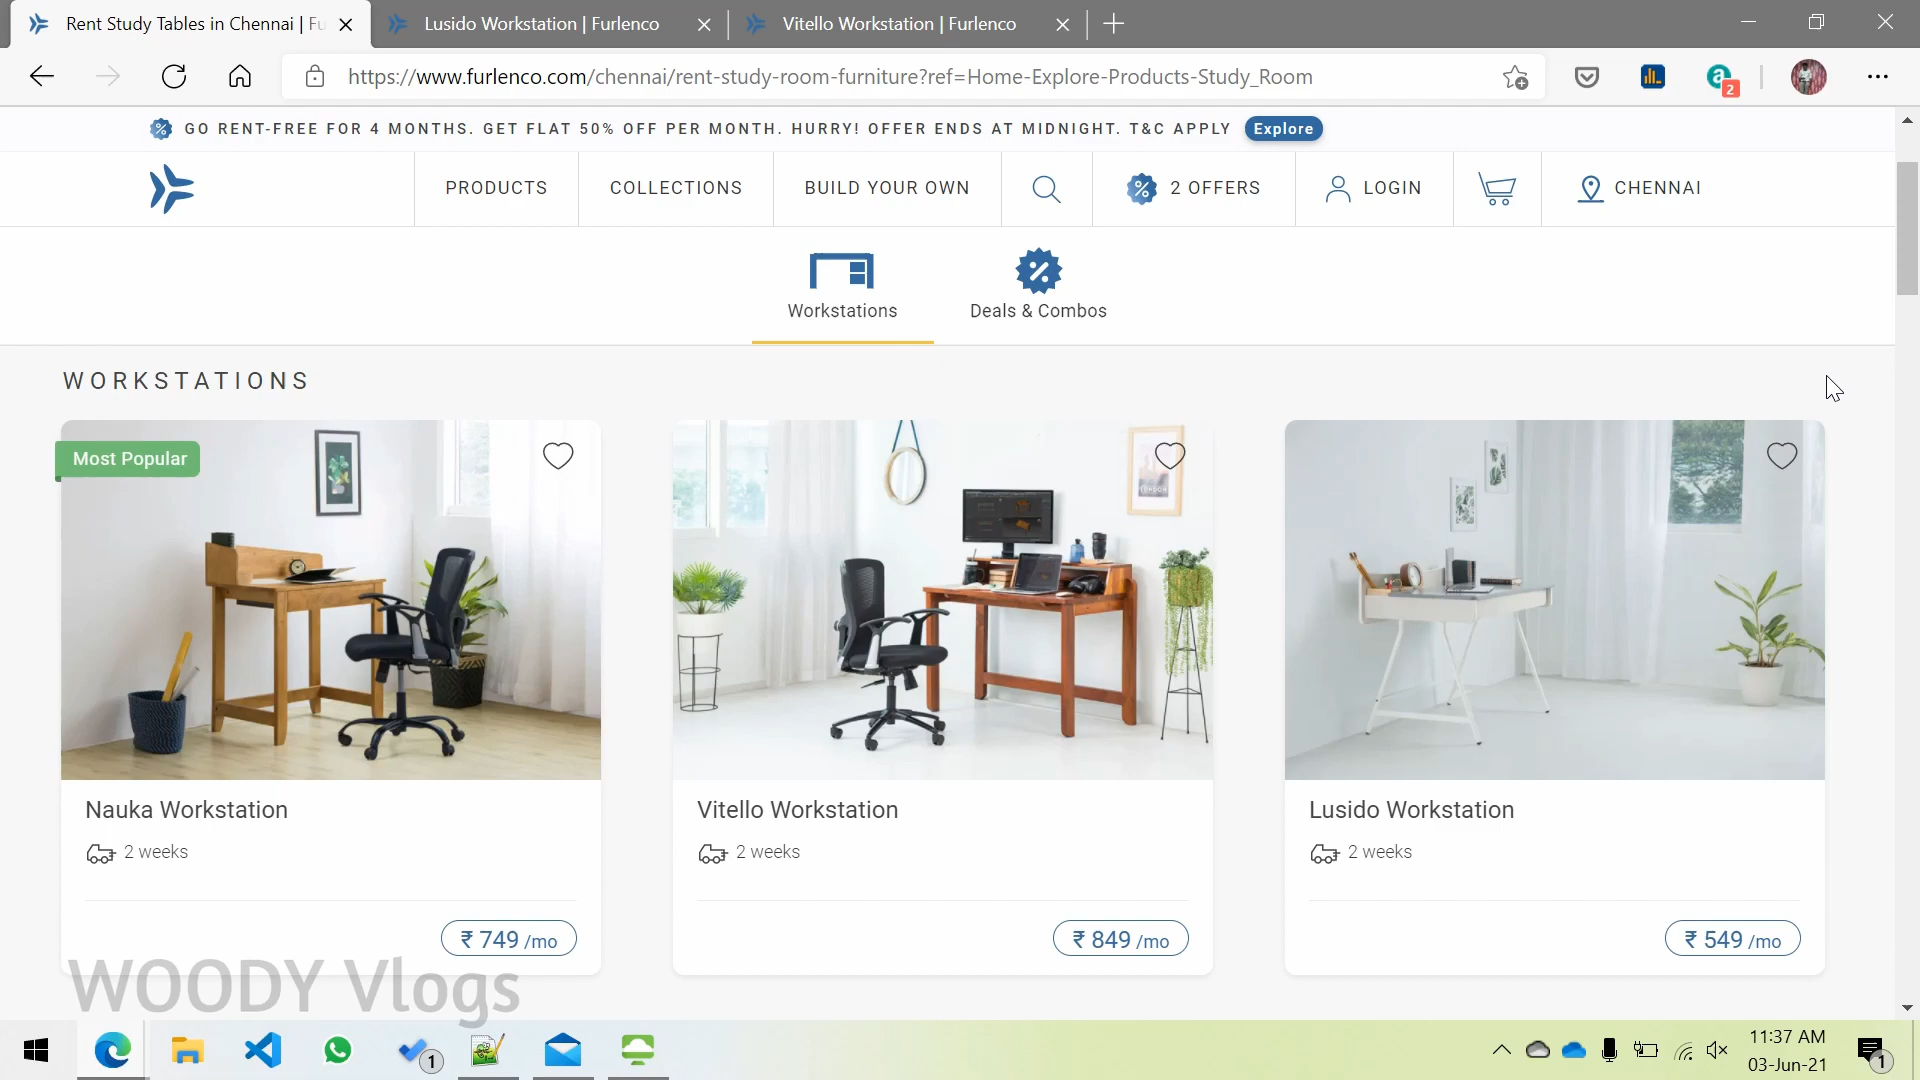 Rent Study Tables in Chennai | Fu
Lusido Workstation | Furlenco
Vitello Workstation | Furlenco
https://www.furlenco.com/chennai/rent-study-room-furniture?ref=Home-Explore-Products-Study_Room
2
GO RENT-FREE FOR 4 MONTHS. GET FLAT 50% OFF PER MONTH. HURRY! OFFER ENDS AT MIDNIGHT. T&C APPLY Explore
PRODUCTS
COLLECTIONS
BUILD YOUR OWN
2 OFFERS
LOGIN
CHENNAI
Workstations
Deals & Combos
WORKSTATIONS
Most Popular
LONDON
Nauka Workstation
2 weeks
₹ 749 /mo
Vitello Workstation
2 weeks
₹ 849 /mo
Lusido Workstation
2 weeks
₹ 549 /mo
WOODY Vlogs
1
11:37 AM
03-Jun-21
1